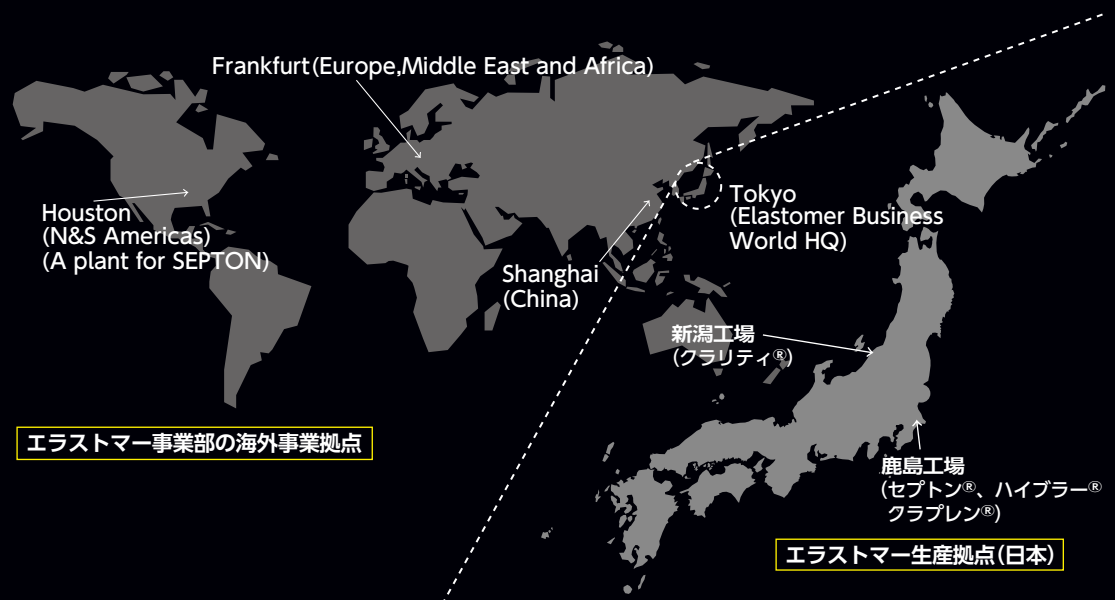 Frankfurt(Europe,Middle East and Africa)
Houston
(N&S Americas)
(A plant for SEPTON)
Shanghai
(China)
Tokyo
(Elastomer Business
World HQ)
新潟工場
(クラリティ®)
エラストマー事業部の海外事業拠点
鹿島工場
(セプトン®、ハイブラー®
クラプレン®)
エラストマー生産拠点(日本)